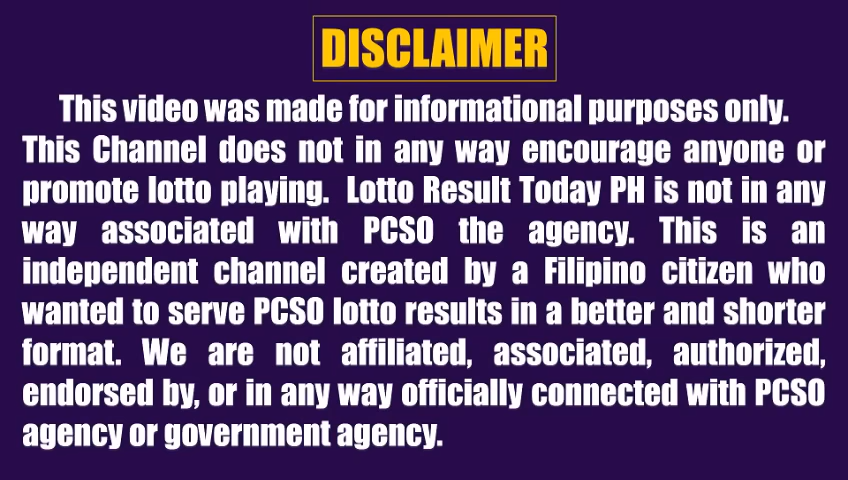 DISCLAIMER
This video was made for informational purposes only.
This Channel does not in any way encourage anyone or
promote lotto playing. Lotto Result Today PH is not in any
way associated with PCSO the agency. This is an
independent channel created by a Filipino citizen who
wanted to serve PCSO lotto results in a better and shorter
format. We are not affiliated, associated, authorized,
endorsed by, or in any way officially connected with PCSO
agency or government agency.